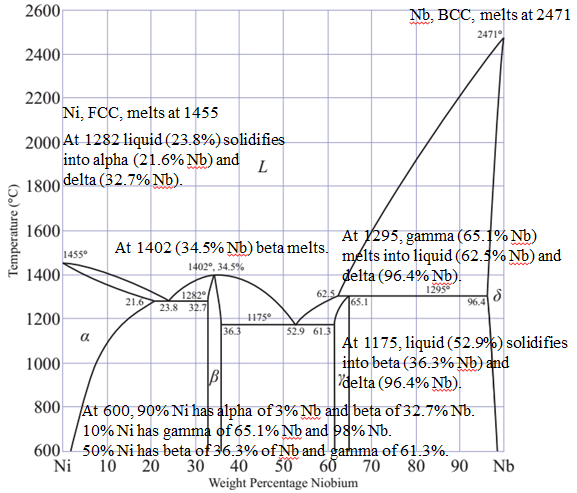 2600
Nb, BCC, melts at 2471
2471°
2400
2200
Ni, FCC, melts at 1455
2000
At 1282 liquid (23.8%) solidifies
into alpha (21.6% Nb) and
delta (32.7% Nb).
L
1800
1600
At 1402 (34.5% Nb) beta melts.
At 1295, gamma (65.1% Nb)
melts into liquid (62.5% Nb) and
delta (96.4% Nb).
1455°
1402°, 34.5%
1400
1282°
62.5
1295°
21.6
23.8
32.7
65.1
96.4
δ
1200
1175°
36.3
52.9
61.3
α
At 1175, liquid (52.9%) solidifies
into beta (36.3% Nb) and
delta (96.4% Nb).
1000
β
γ
800
At 600, 90% Ni has alpha of 3% Nb and beta of 32.7% Nb.
10% Ni has gamma of 65.1% Nb and 98% Nb.
50% Ni has beta of 36.3% of Nb and gamma of 61.3%.
600
Ni 10 20 30 40 50 60 70 80 90 Nb
Weight Percentage Niobium
Temperature (°C)